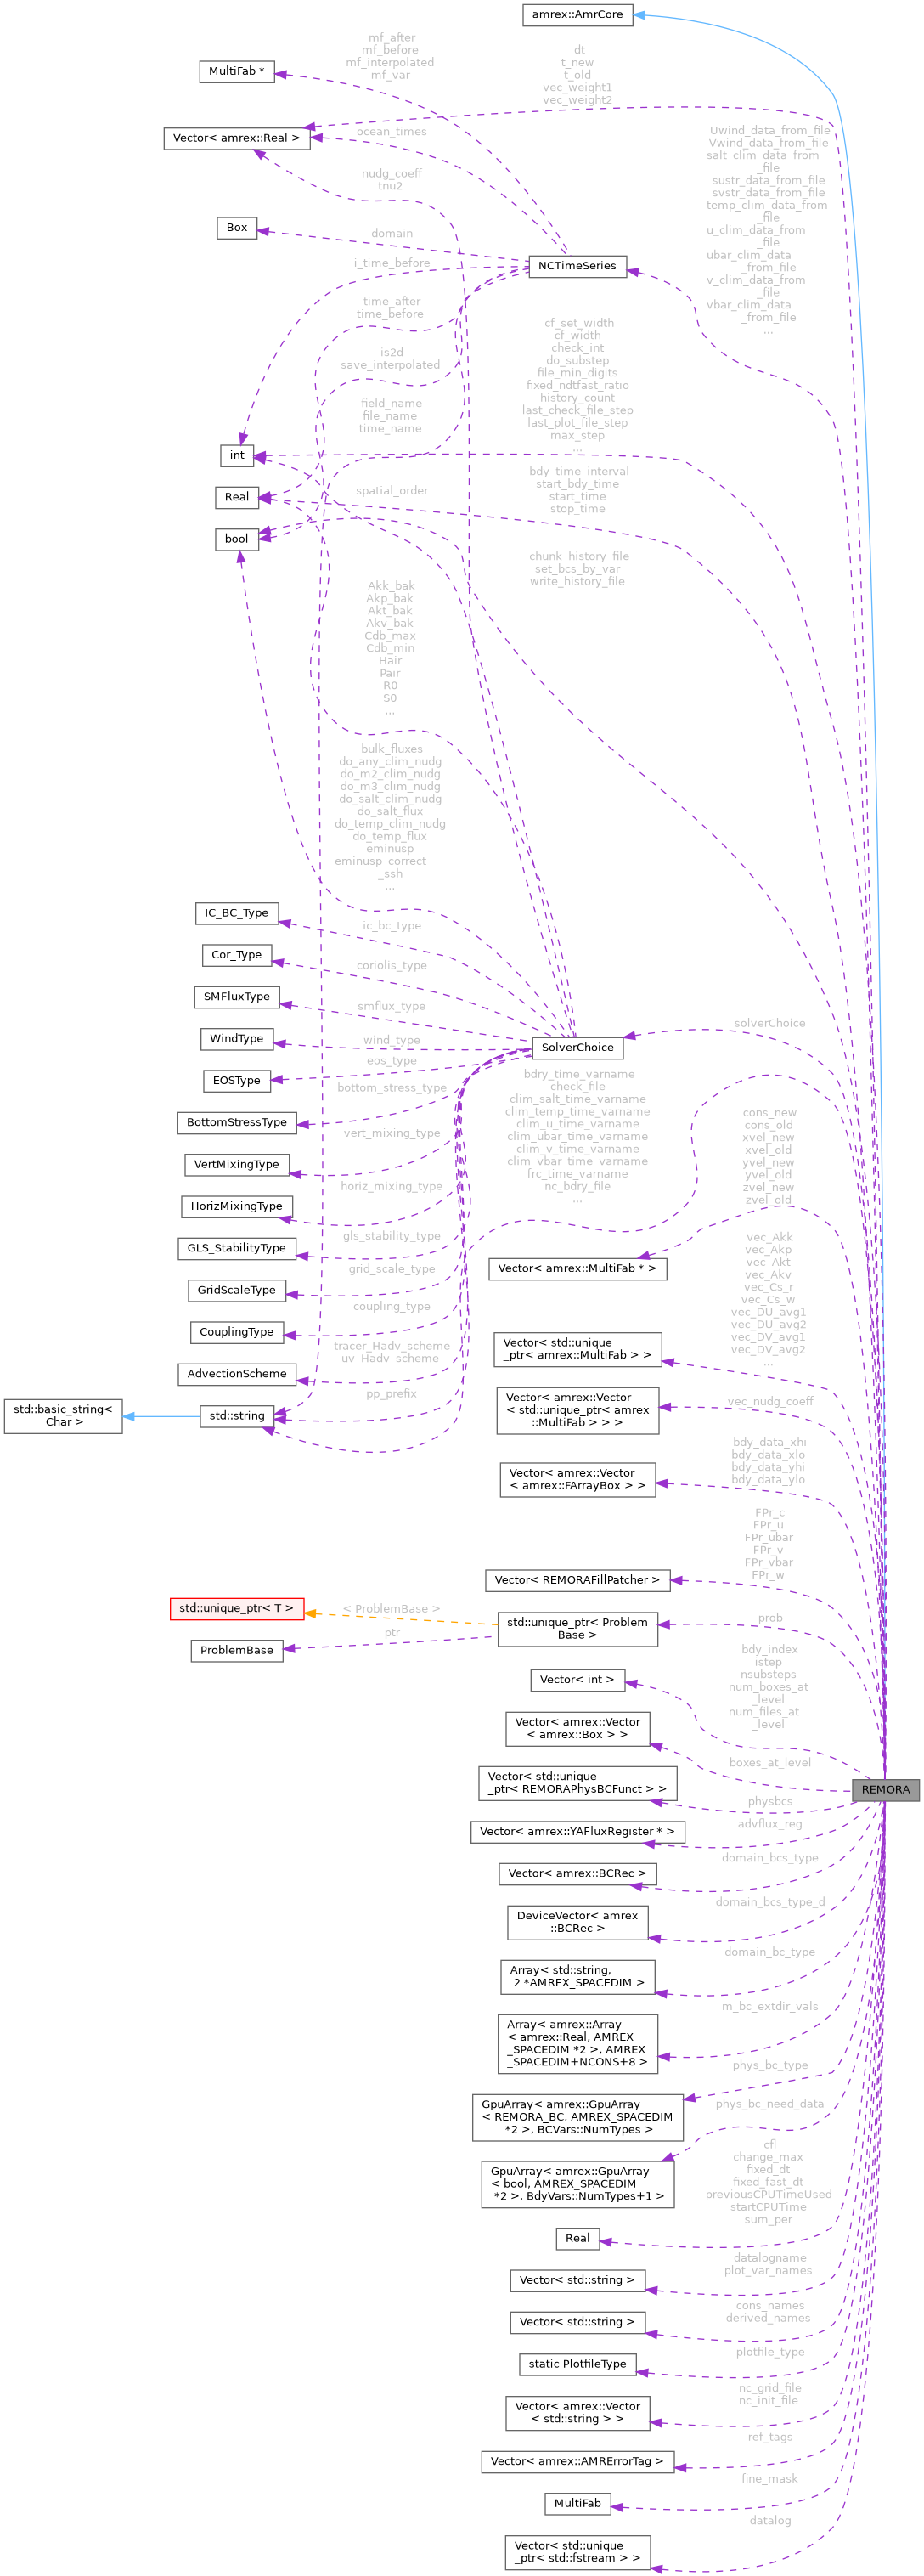 amrex::AmrCore
mf_after
mf_before
mf_interpolated
mf_var
MultiFab *
dt
t_new
t_old
vec_weight1
vec_weight2
Vector< amrex::Real >
ocean_times
nudg_coeff
tnu2
Uwind_data_from_file
Vwind_data_from_file
salt_clim_data_from
_file
sustr_data_from_file
svstr_data_from_file
temp_clim_data_from
_file
u_clim_data_from
_file
ubar_clim_data
_from_file
v_clim_data_from
_file
vbar_clim_data
_from_file
...
Box
domain
NCTimeSeries
i_time_before
time_after
time_before
is2d
save_interpolated
field_name
file_name
time_name
cf_set_width
cf_width
check_int
do_substep
file_min_digits
fixed_ndtfast_ratio
history_count
last_check_file_step
last_plot_file_step
max_step
...
int
Real
spatial_order
bdy_time_interval
start_bdy_time
start_time
stop_time
bool
chunk_history_file
set_bcs_by_var
write_history_file
Akk_bak
Akp_bak
Akt_bak
Akv_bak
Cdb_max
Cdb_min
Hair
Pair
R0
S0
...
bulk_fluxes
do_any_clim_nudg
do_m2_clim_nudg
do_m3_clim_nudg
do_salt_clim_nudg
do_salt_flux
do_temp_clim_nudg
do_temp_flux
eminusp
eminusp_correct
_ssh
...
IC_BC_Type
ic_bc_type
Cor_Type
coriolis_type
SMFluxType
smflux_type
WindType
wind_type
SolverChoice
solverChoice
EOSType
eos_type
BottomStressType
bottom_stress_type
VertMixingType
vert_mixing_type
HorizMixingType
horiz_mixing_type
GLS_StabilityType
gls_stability_type
GridScaleType
grid_scale_type
CouplingType
coupling_type
AdvectionScheme
tracer_Hadv_scheme
uv_Hadv_scheme
std::basic_string<
Char >
std::string
pp_prefix
bdry_time_varname
check_file
clim_salt_time_varname
clim_temp_time_varname
clim_u_time_varname
clim_ubar_time_varname
clim_v_time_varname
clim_vbar_time_varname
frc_time_varname
nc_bdry_file
...
cons_new
cons_old
xvel_new
xvel_old
yvel_new
yvel_old
zvel_new
zvel_old
Vector< amrex::MultiFab * >
vec_Akk
vec_Akp
vec_Akt
vec_Akv
vec_Cs_r
vec_Cs_w
vec_DU_avg1
vec_DU_avg2
vec_DV_avg1
vec_DV_avg2
...
Vector< std::unique
_ptr< amrex::MultiFab > >
Vector< amrex::Vector
< std::unique_ptr< amrex
::MultiFab > > >
vec_nudg_coeff
Vector< amrex::Vector
< amrex::FArrayBox > >
bdy_data_xhi
bdy_data_xlo
bdy_data_yhi
bdy_data_ylo
FPr_c
FPr_u
FPr_ubar
FPr_v
FPr_vbar
FPr_w
Vector< REMORAFillPatcher >
std::unique_ptr< T >
< ProblemBase >
std::unique_ptr< Problem
Base >
prob
ProblemBase
ptr
Vector< int >
bdy_index
istep
nsubsteps
num_boxes_at
_level
num_files_at
_level
Vector< amrex::Vector
< amrex::Box > >
boxes_at_level
Vector< std::unique
_ptr< REMORAPhysBCFunct > >
physbcs
REMORA
Vector< amrex::YAFluxRegister * >
advflux_reg
Vector< amrex::BCRec >
domain_bcs_type
DeviceVector< amrex
::BCRec >
domain_bcs_type_d
Array< std::string,
2 *AMREX_SPACEDIM >
domain_bc_type
Array< amrex::Array
< amrex::Real, AMREX
_SPACEDIM *2 >, AMREX
_SPACEDIM+NCONS+8 >
m_bc_extdir_vals
GpuArray< amrex::GpuArray
< REMORA_BC, AMREX_SPACEDIM
*2 >, BCVars::NumTypes >
phys_bc_type
GpuArray< amrex::GpuArray
< bool, AMREX_SPACEDIM
*2 >, BdyVars::NumTypes+1 >
phys_bc_need_data
cfl
change_max
fixed_dt
fixed_fast_dt
previousCPUTimeUsed
startCPUTime
sum_per
Real
Vector< std::string >
datalogname
plot_var_names
Vector< std::string >
cons_names
derived_names
static PlotfileType
plotfile_type
Vector< amrex::Vector
< std::string > >
nc_grid_file
nc_init_file
Vector< amrex::AMRErrorTag >
ref_tags
MultiFab
fine_mask
Vector< std::unique
_ptr< std::fstream > >
datalog